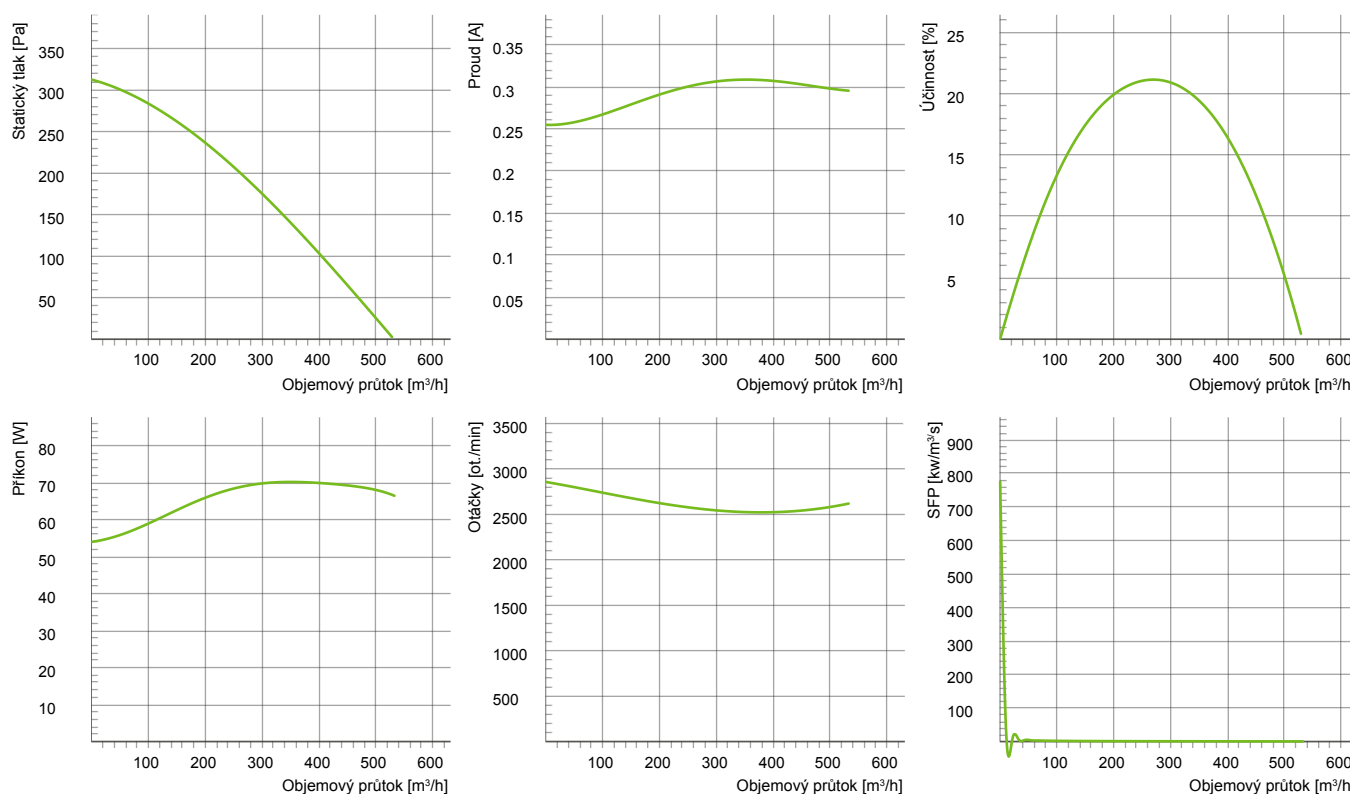 Statický tlak [Pa]
350
300
250
200
150
100
50
100 200 300 400 500 600
Objemový průtok [m³/h]
Proud [A]
0.35
0.3
0.25
0.2
0.15
0.1
0.05
100 200 300 400 500 600
Objemový průtok [m³/h]
Účinnost [%]
25
20
15
10
5
100 200 300 400 500 600
Objemový průtok [m³/h]
Příkon [W]
80
70
60
50
40
30
20
10
100 200 300 400 500 600
Objemový průtok [m³/h]
Otáčky [ot./min]
3500
3000
2500
2000
1500
1000
500
100 200 300 400 500 600
Objemový průtok [m³/h]
SFP [kw/m³/s]
900
800
700
600
500
400
300
200
100
100 200 300 400 500 600
Objemový průtok [m³/h]